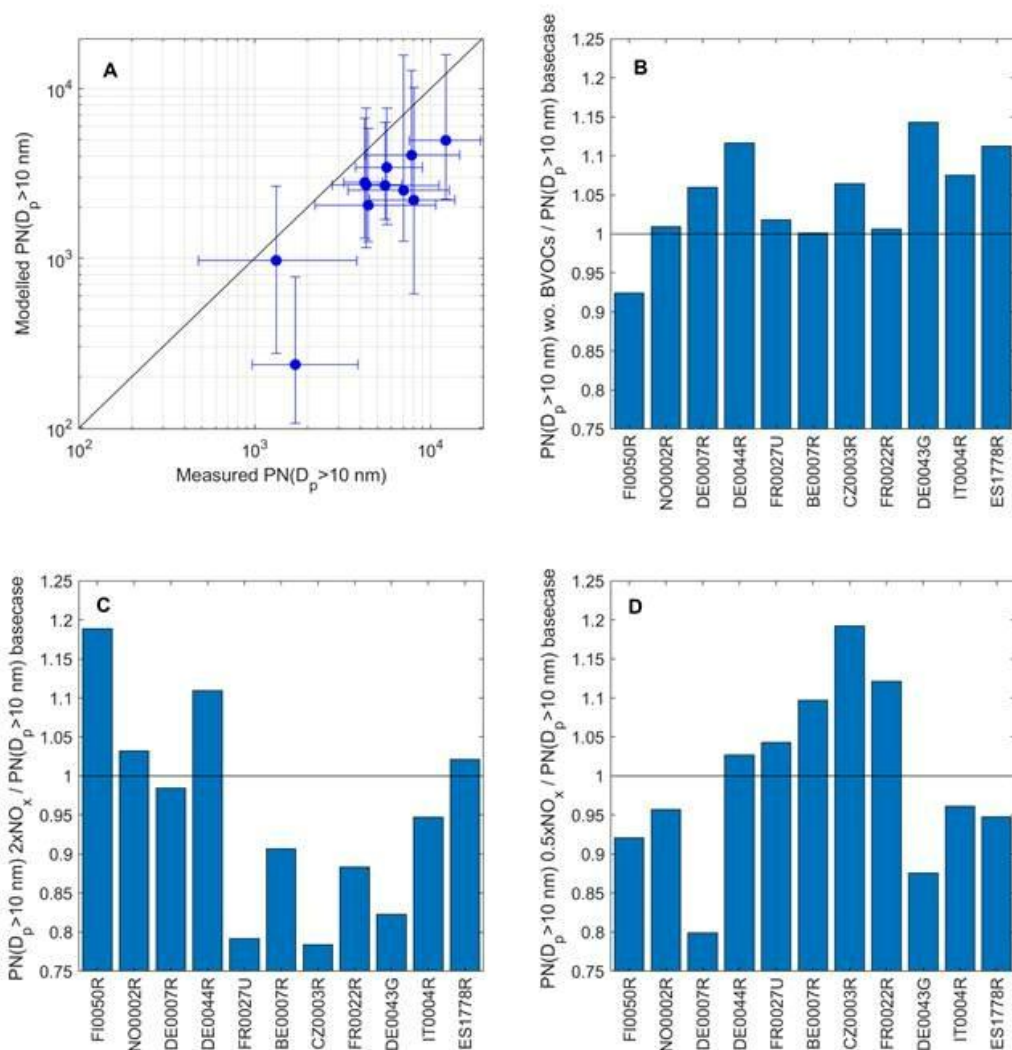 A
Modelled PN(D_p>10 nm)
10^4
10^3
10^2
10^2 10^3 10^4
Measured PN(D_p>10 nm)
B
PN(D_p>10 nm) wo. BVOCs / PN(D_p>10 nm) basecase
1.25
1.2
1.15
1.1
1.05
1
0.95
0.9
0.85
0.8
0.75
FI0050R
NO0002R
DE0007R
DE0044R
FR0027U
BE0007R
CZ0003R
FR0022R
DE0043G
IT0004R
ES1778R
C
PN(D_p>10 nm) 2xNO_x / PN(D_p>10 nm) basecase
1.25
1.2
1.15
1.1
1.05
1
0.95
0.9
0.85
0.8
0.75
FI0050R
NO0002R
DE0007R
DE0044R
FR0027U
BE0007R
CZ0003R
FR0022R
DE0043G
IT0004R
ES1778R
D
PN(D_p>10 nm) 0.5xNO_x / PN(D_p>10 nm) basecase
1.25
1.2
1.15
1.1
1.05
1
0.95
0.9
0.85
0.8
0.75
FI0050R
NO0002R
DE0007R
DE0044R
FR0027U
BE0007R
CZ0003R
FR0022R
DE0043G
IT0004R
ES1778R